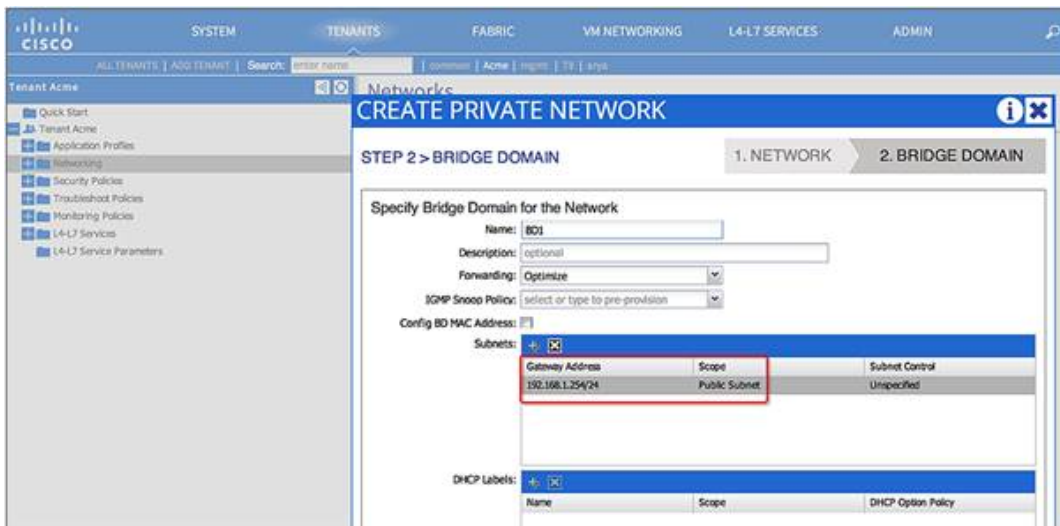 CISCO
SYSTEM TENANTS FABRIC VM NETWORKING L4-L7 SERVICES ADMIN
ALL TENANTS | ADD TENANT | Search: enter name | common | Acme | mgmt |
Tenant Acme
Networks
Quick Start
Tenant Acme
Application Profiles
Networking
Security Policies
Troubleshoot Policies
Monitoring Policies
L4-L7 Services
L4-L7 Service Parameters
CREATE PRIVATE NETWORK
i
STEP 2 > BRIDGE DOMAIN
1. NETWORK 2. BRIDGE DOMAIN
Specify Bridge Domain for the Network
Name: BD1
Description: optional
Forwarding: Optimize
IGMP Snoop Policy: select or type to pre-provision
Config BD MAC Address:
Subnets:
Gateway Address Scope Subnet Control
192.168.1.254/24 Public Subnet Unspecified
DHCP Labels:
Name Scope DHCP Option Policy